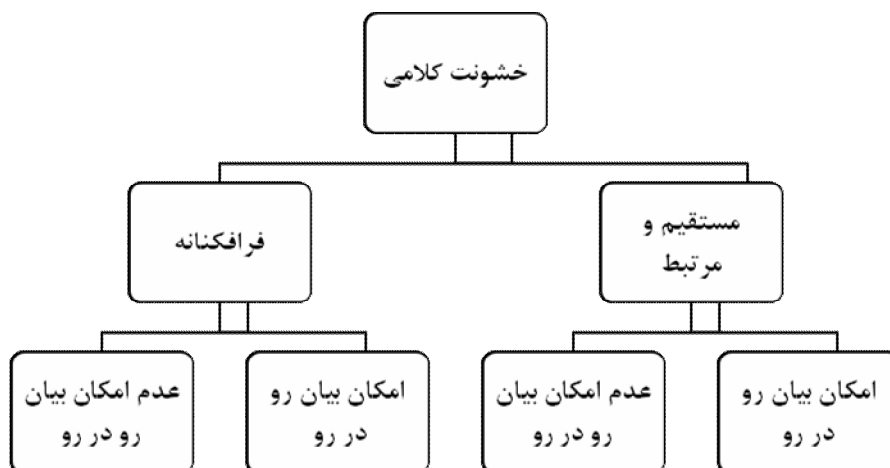 خشونت کلامی
مستقیم و
مرتبط
فرافکنانه
امکان بیان رو
در رو
عدم امکان بیان
رو در رو
امکان بیان رو
در رو
عدم امکان بیان
رو در رو